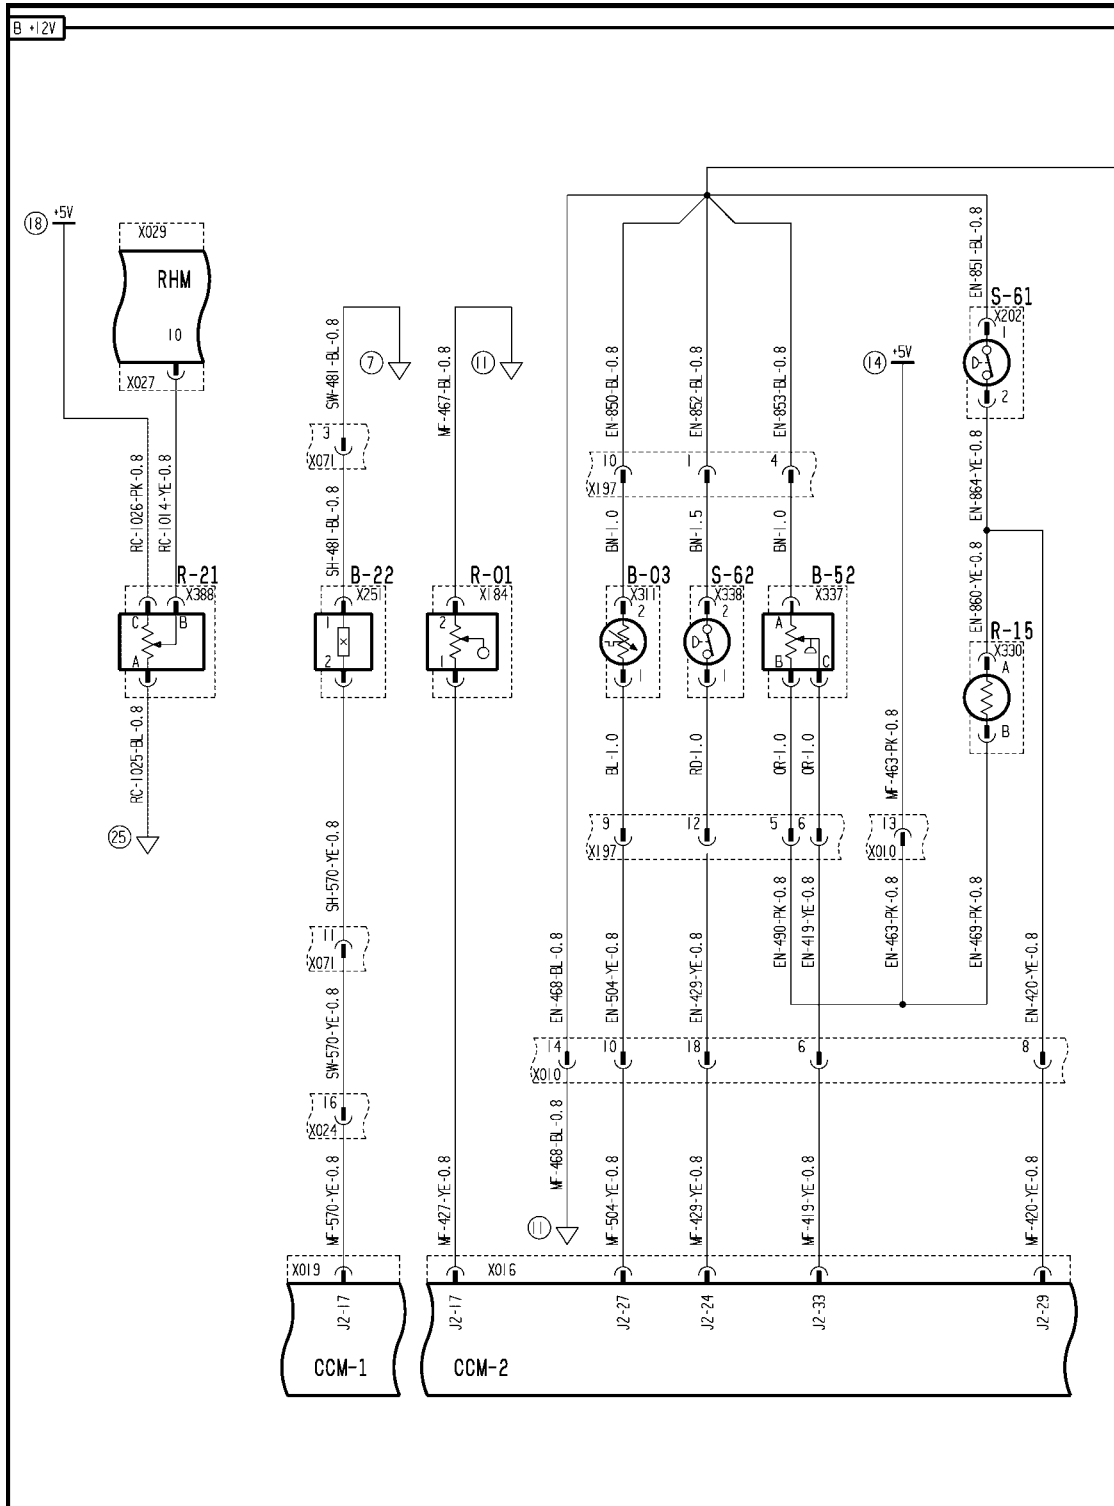 B +12V
18
+5V
X029
RHM
10
X027
RC-1026-PK-0.8
RC-1014-YE-0.8
R-21
X388
C
B
A
RC-1025-BL-0.8
25
SW-481-BL-0.8
7
3
X071
SH-481-BL-0.8
B-22
X251
1
2
SH-570-YE-0.8
11
X071
SW-570-YE-0.8
16
X024
MF-570-YE-0.8
X019
J2-17
CCM-1
MF-467-BL-0.8
11
R-01
X184
2
1
MF-427-YE-0.8
EN-850-BL-0.8
EN-852-BL-0.8
EN-853-BL-0.8
10
1
4
X197
BN-1.0
BN-1.5
BN-1.0
B-03
X311
2
1
S-62
X338
2
1
B-52
X337
A
B
C
BL-1.0
RD-1.0
OR-1.0
OR-1.0
9
12
5
6
X197
14
+5V
MF-463-PK-0.8
13
X010
EN-463-PK-0.8
EN-851-BL-0.8
S-61
X202
1
2
EN-864-YE-0.8
EN-860-YE-0.8
R-15
X330
A
B
EN-469-PK-0.8
EN-468-BL-0.8
EN-504-YE-0.8
EN-429-YE-0.8
EN-490-PK-0.8
EN-419-YE-0.8
EN-420-YE-0.8
14
10
18
6
8
X010
MF-468-BL-0.8
11
MF-504-YE-0.8
MF-429-YE-0.8
MF-419-YE-0.8
MF-420-YE-0.8
X016
J2-17
J2-27
J2-24
J2-33
J2-29
CCM-2